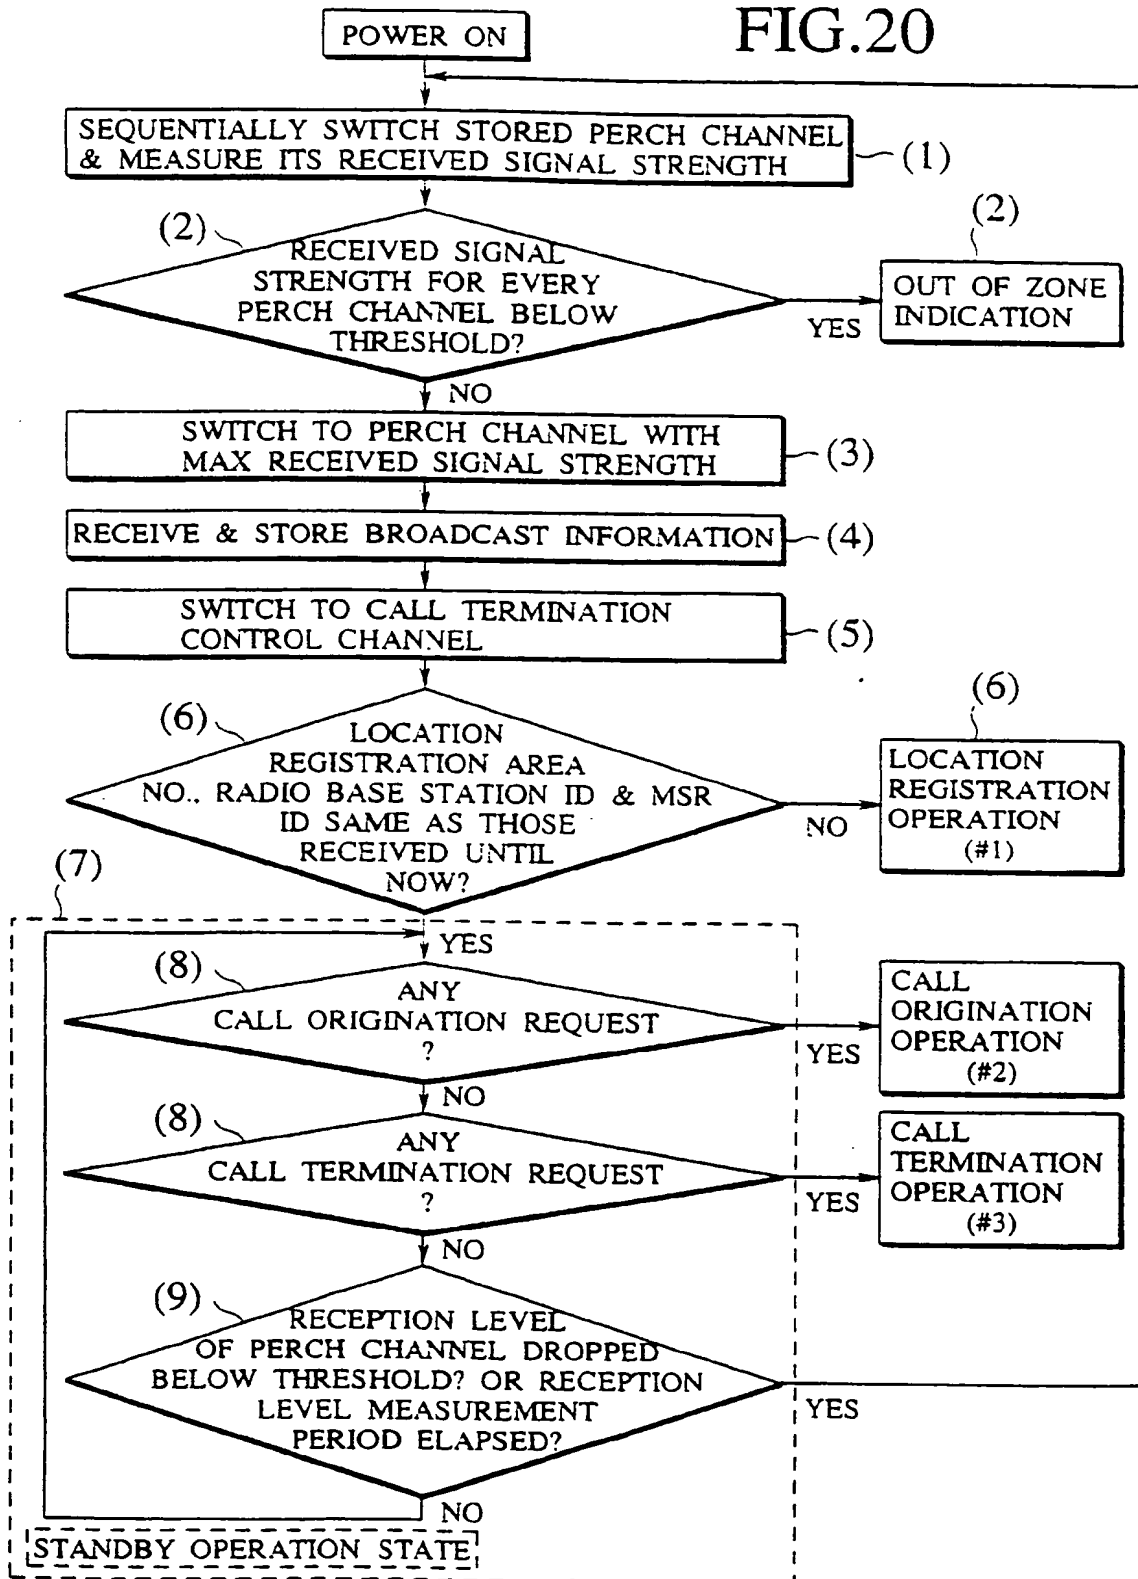 FIG.20
POWER ON
SEQUENTIALLY SWITCH STORED PERCH CHANNEL
& MEASURE ITS RECEIVED SIGNAL STRENGTH
(1)
(2)
RECEIVED SIGNAL
STRENGTH FOR EVERY
PERCH CHANNEL BELOW
THRESHOLD?
YES
(2)
OUT OF ZONE
INDICATION
NO
SWITCH TO PERCH CHANNEL WITH
MAX RECEIVED SIGNAL STRENGTH
(3)
RECEIVE & STORE BROADCAST INFORMATION
(4)
SWITCH TO CALL TERMINATION
CONTROL CHANNEL
(5)
(6)
LOCATION
REGISTRATION AREA
NO., RADIO BASE STATION ID & MSR
ID SAME AS THOSE
RECEIVED UNTIL
NOW?
NO
(6)
LOCATION
REGISTRATION
OPERATION
(#1)
(7)
YES
(8)
ANY
CALL ORIGINATION REQUEST
?
YES
CALL
ORIGINATION
OPERATION
(#2)
NO
(8)
ANY
CALL TERMINATION REQUEST
?
YES
CALL
TERMINATION
OPERATION
(#3)
NO
(9)
RECEPTION LEVEL
OF PERCH CHANNEL DROPPED
BELOW THRESHOLD? OR RECEPTION
LEVEL MEASUREMENT
PERIOD ELAPSED?
YES
NO
STANDBY OPERATION STATE